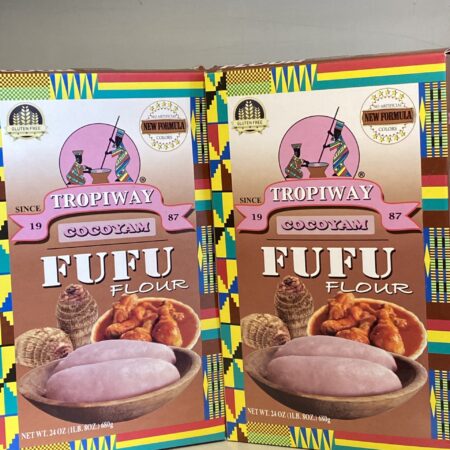 GLUTEN FREE
NO ARTIFICIAL
NEW FORMULA
COLORS
®
TROPIWAY
SINCE
19 87
COCOYAM
FUFU
FLOUR
NET WT. 24 OZ (1LB. 8OZ.) 680g
GLUTEN FREE
NO ARTIFICIAL
NEW FORMULA
COLORS
®
TROPIWAY
SINCE
19 87
COCOYAM
FUFU
FLOUR
NET WT. 24 OZ (1LB. 8OZ.) 680g